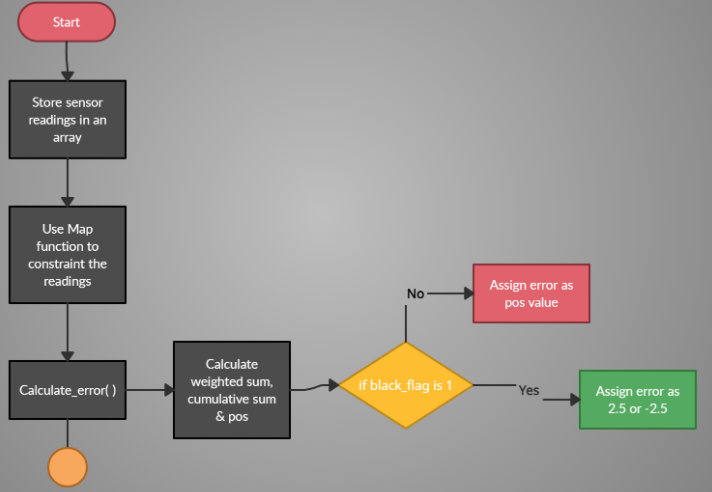 Start
Store sensor
readings in an
array
Use Map
function to
constraint the
readings
Calculate_error( )
Calculate
weighted sum,
cumulative sum
& pos
if black_flag is 1
No
Assign error as
pos value
Yes
Assign error as
2.5 or -2.5